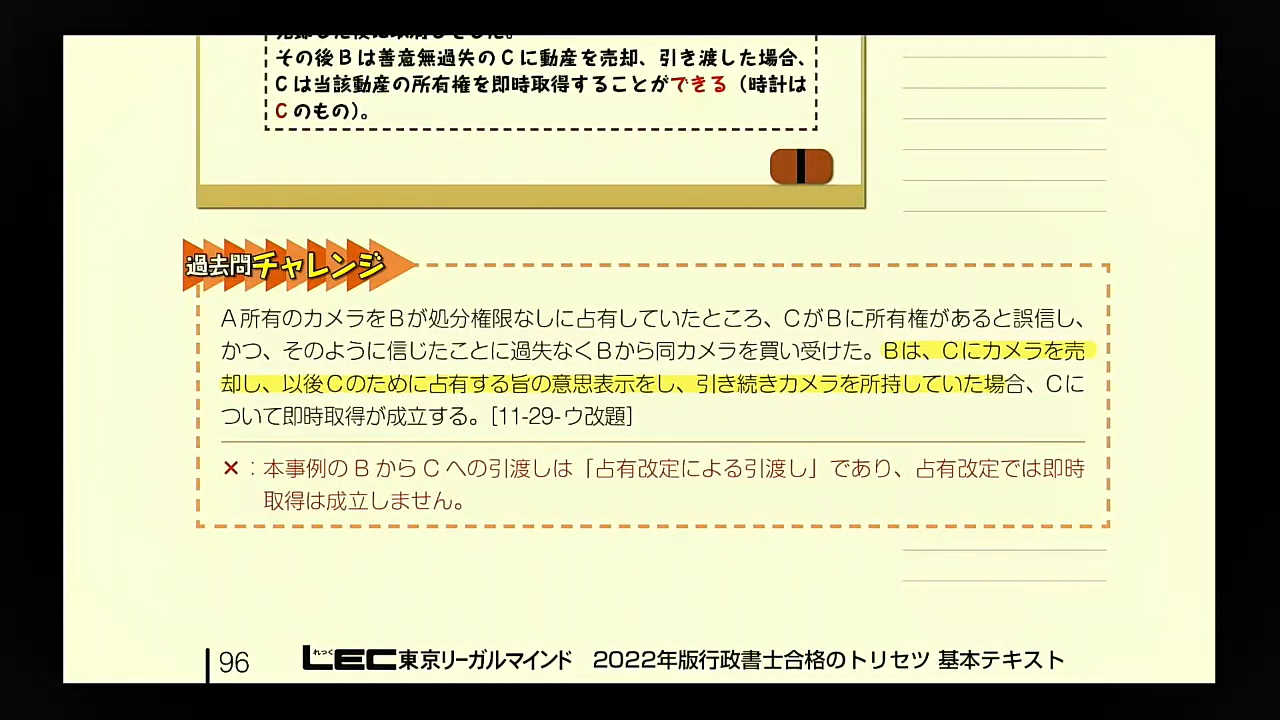 その後Bは善意無過失のCに動産を売却、引き渡した場合、
Cは当該動産の所有権を即時取得することができる（時計は
Cのもの）。
過去問チャレンジ
A所有のカメラをBが処分権限なしに占有していたところ、CがBに所有権があると誤信し、
かつ、そのように信じたことに過失なくBから同カメラを買い受けた。Bは、Cにカメラを売
却し、以後Cのために占有する旨の意思表示をし、引き続きカメラを所持していた場合、Cに
ついて即時取得が成立する。[11-29-ウ改題]
×：本事例のBからCへの引渡しは「占有改定による引渡し」であり、占有改定では即時
取得は成立しません。
96 れっく LEC東京リーガルマインド 2022年版行政書士合格のトリセツ 基本テキスト